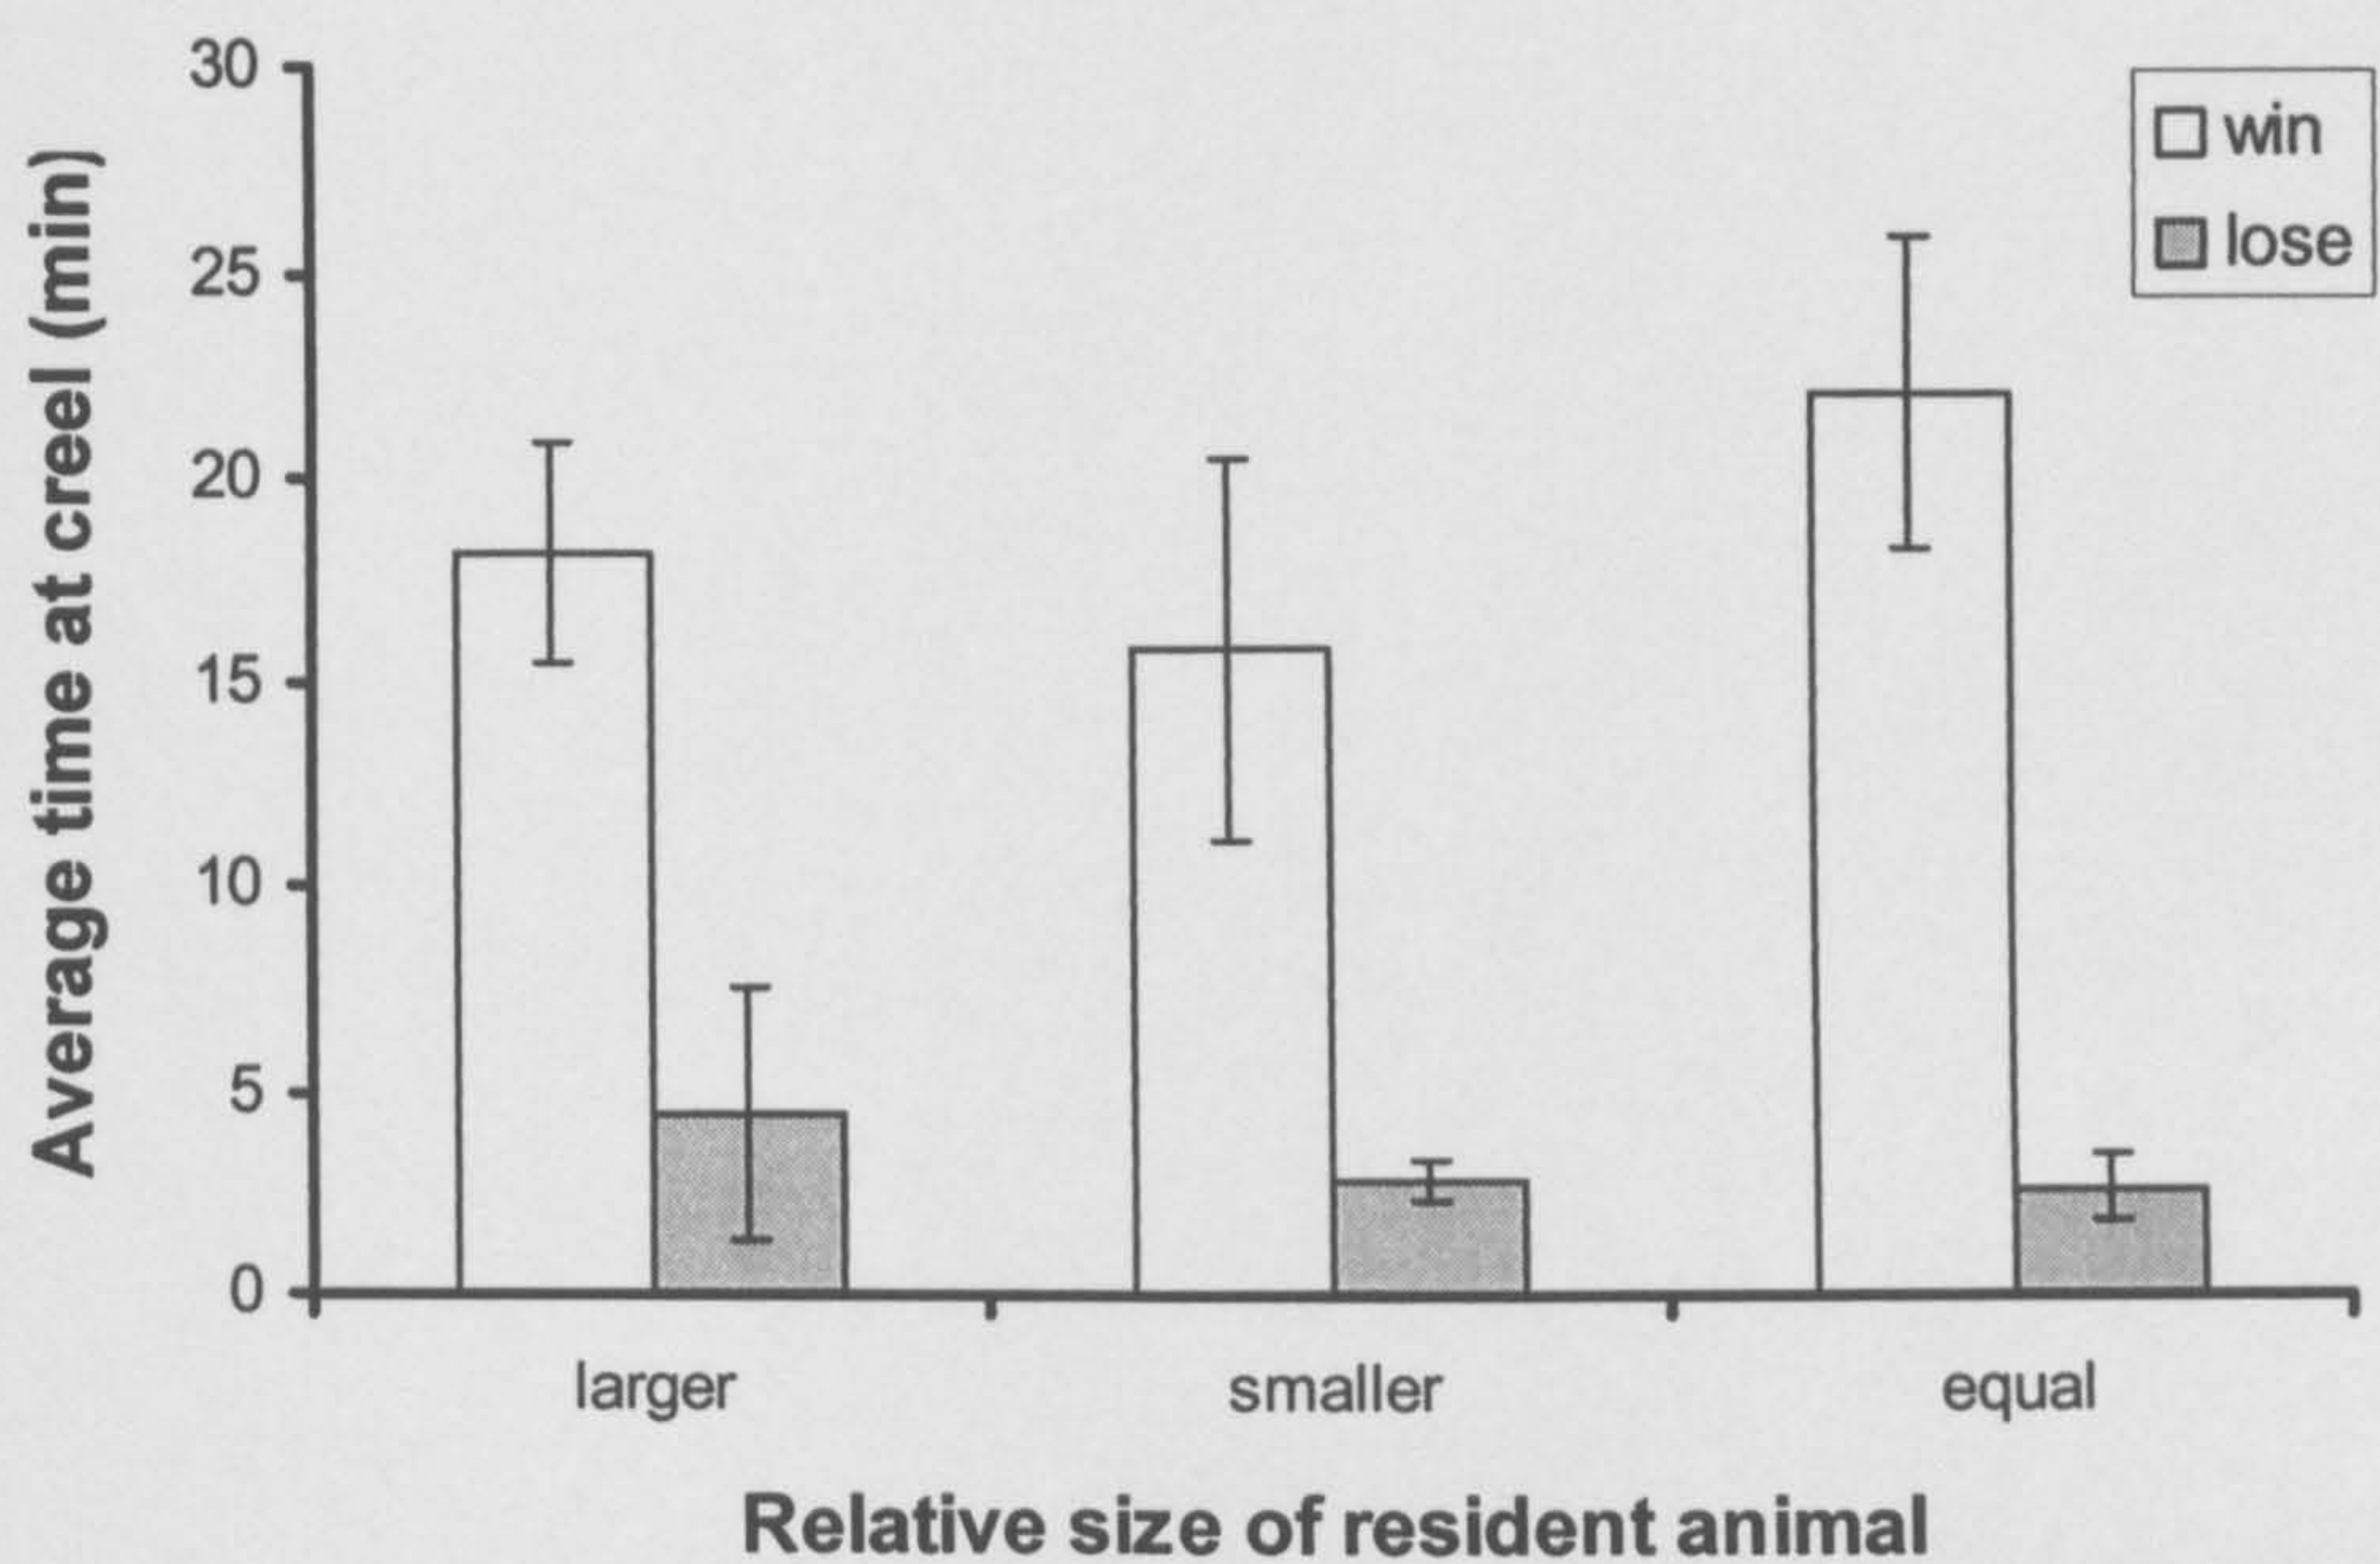 Average time at creel (min)
30
25
20
15
10
5
0
win
lose
larger
smaller
equal
Relative size of resident animal